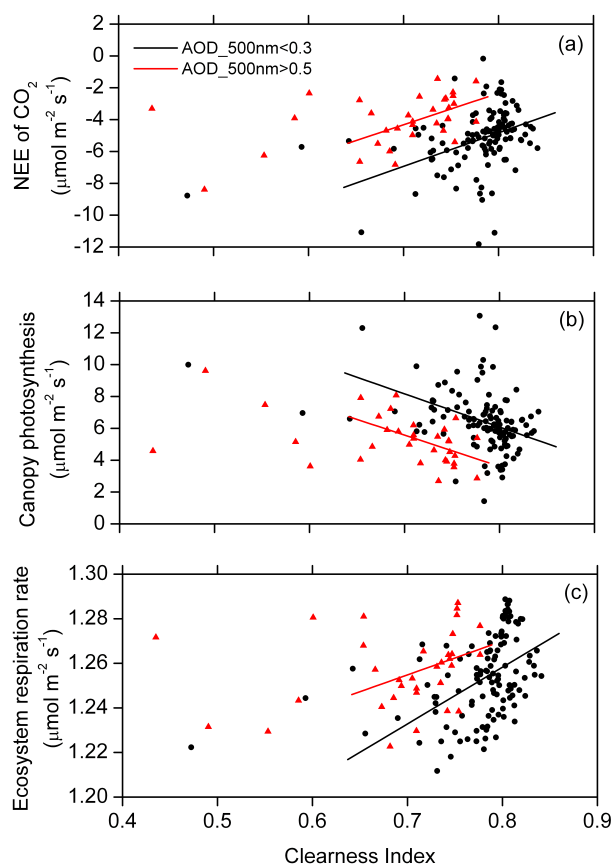 2
0
-2
-4
-6
-8
-10
-12
NEE of CO2
(μmol m-2 s-1)
AOD_500nm<0.3
AOD_500nm>0.5
(a)
14
12
10
8
6
4
2
0
Canopy photosynthesis
(μmol m-2 s-1)
(b)
1.30
1.28
1.26
1.24
1.22
1.20
Ecosystem respiration rate
(μmol m-2 s-1)
(c)
0.4 0.5 0.6 0.7 0.8 0.9
Clearness Index